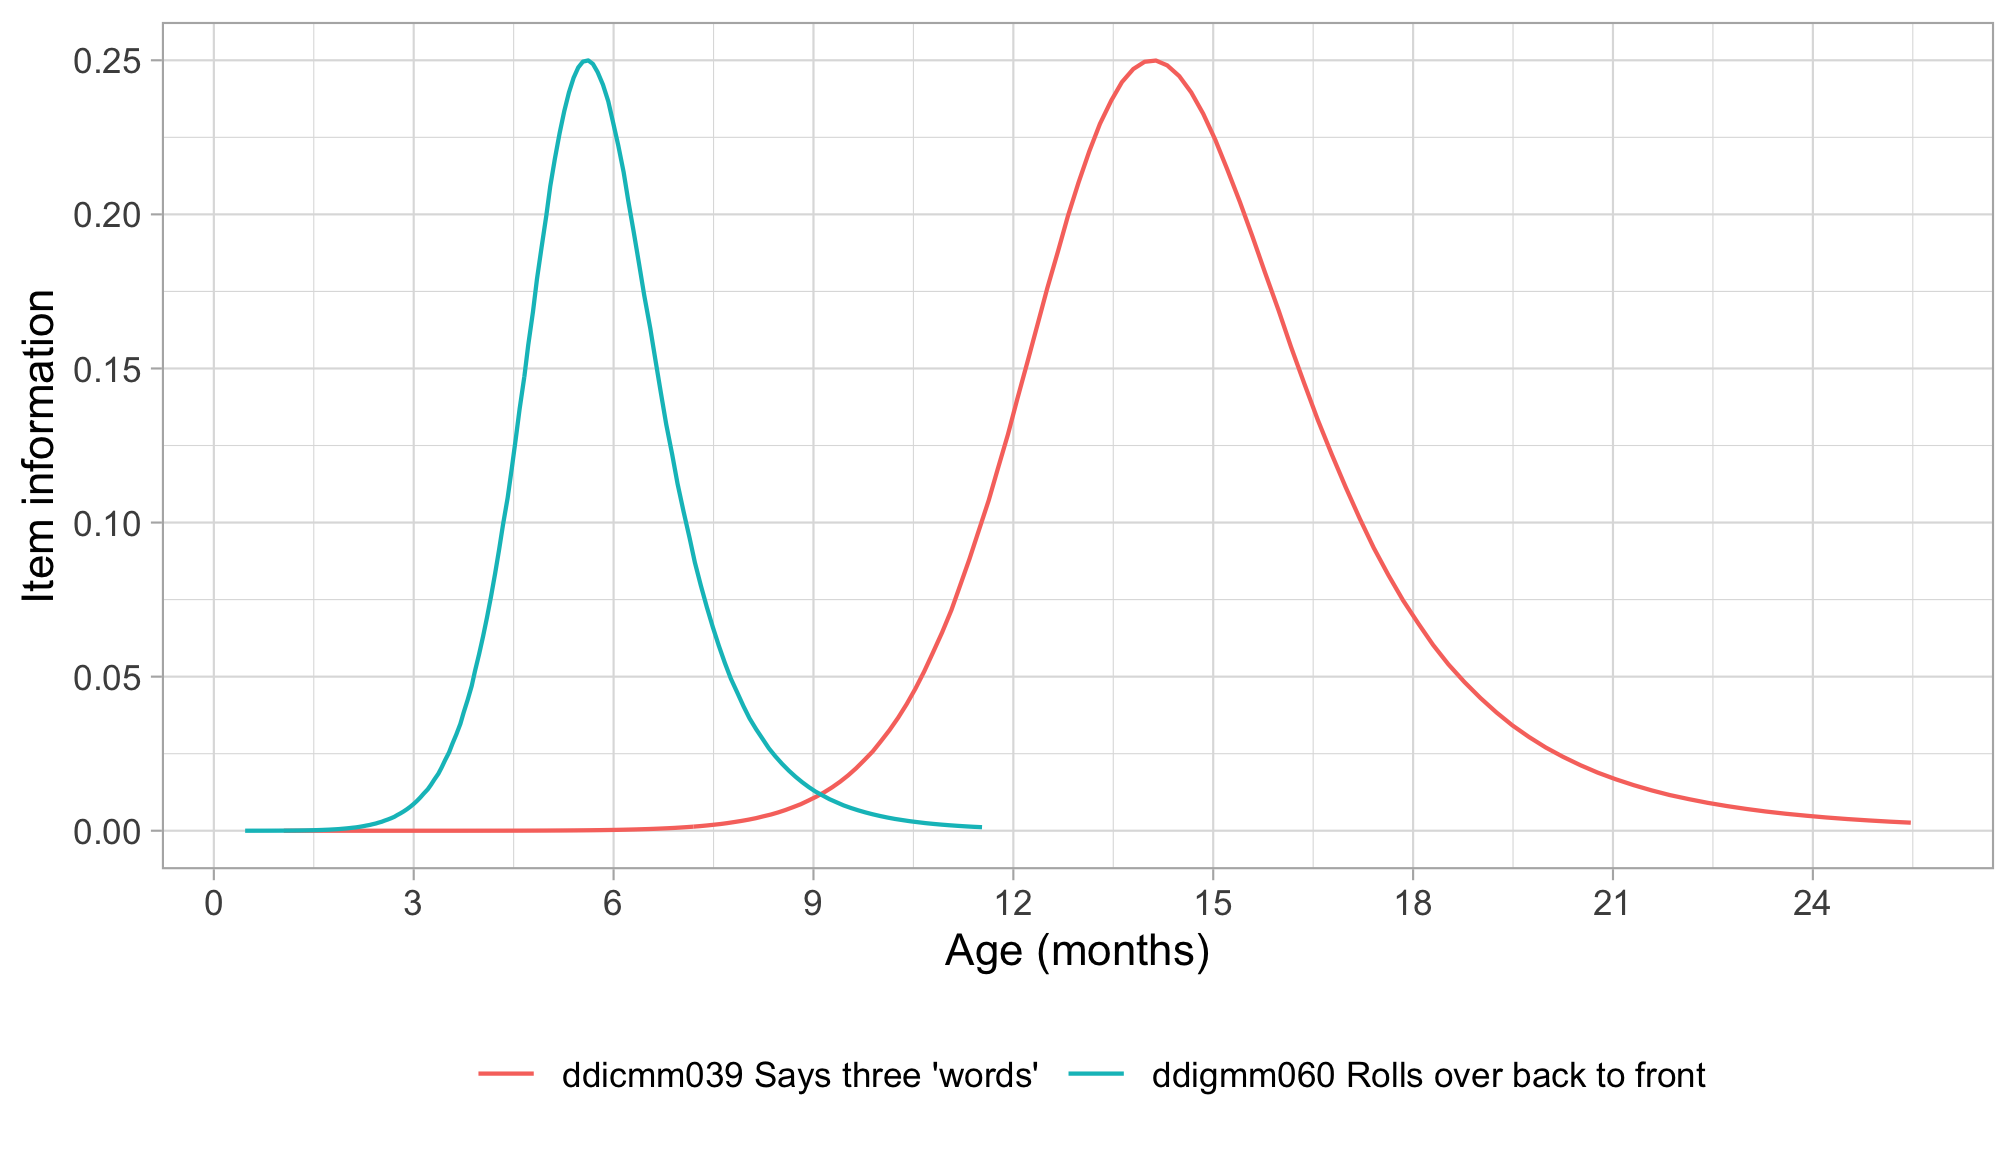 Item information
0.25
0.20
0.15
0.10
0.05
0.00
0 3 6 9 12 15 18 21 24
Age (months)
ddicmm039 Says three 'words' ddigmm060 Rolls over back to front